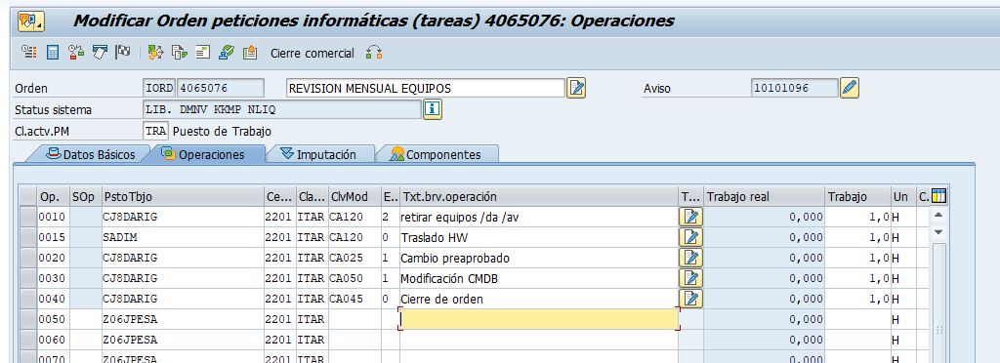 Modificar Orden peticiones informáticas (tareas) 4065076: Operaciones
Cierre comercial
Orden IORD 4065076 REVISION MENSUAL EQUIPOS Aviso 10101096
Status sistema LIB. DMNV KKMP NLIQ
Cl.actv.PM TRA Puesto de Trabajo
Datos Básicos Operaciones Imputación Componentes
Op. SOp PstoTbjo Ce... Cla... ClvMod E.. Txt.brv.operación T... Trabajo real Trabajo Un C.
0010 CJ8DARIG 2201 ITAR CA120 2 retirar equipos /da /av 0,000 1,0 H
0015 SADIM 2201 ITAR CA120 0 Traslado HW 0,000 1,0 H
0020 CJ8DARIG 2201 ITAR CA025 1 Cambio preaprobado 0,000 1,0 H
0030 CJ8DARIG 2201 ITAR CA050 1 Modificación CMDB 0,000 1,0 H
0040 CJ8DARIG 2201 ITAR CA045 0 Cierre de orden 0,000 1,0 H
0050 Z06JPESA 2201 ITAR 0,000 H
0060 Z06JPESA 2201 ITAR 0,000 H
0070 Z06JPESA 2201 ITAR 0,000 H